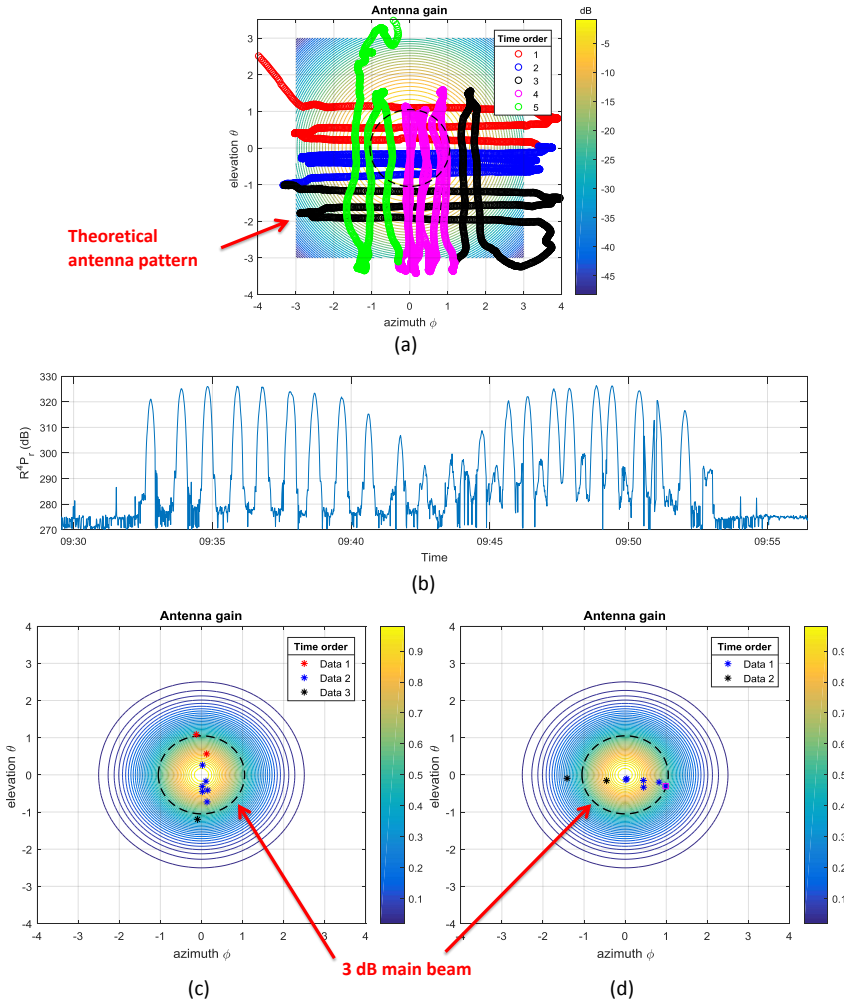 Antenna gain
dB
Time order
1
2
3
4
5
3
2
1
0
-1
-2
-3
-4
elevation θ
-4 -3 -2 -1 0 1 2 3 4
azimuth ϕ
-5
-10
-15
-20
-25
-30
-35
-40
-45
Theoretical
antenna pattern
(a)
330
320
310
300
290
280
270
R⁴Pᵣ (dB)
09:30 09:35 09:40 09:45 09:50 09:55
Time
(b)
Antenna gain
Time order
Data 1
Data 2
Data 3
4
3
2
1
0
-1
-2
-3
-4
elevation θ
-4 -3 -2 -1 0 1 2 3 4
azimuth ϕ
0.9
0.8
0.7
0.6
0.5
0.4
0.3
0.2
0.1
(c)
Antenna gain
Time order
Data 1
Data 2
4
3
2
1
0
-1
-2
-3
-4
elevation θ
-4 -3 -2 -1 0 1 2 3 4
azimuth ϕ
0.9
0.8
0.7
0.6
0.5
0.4
0.3
0.2
0.1
3 dB main beam
(d)